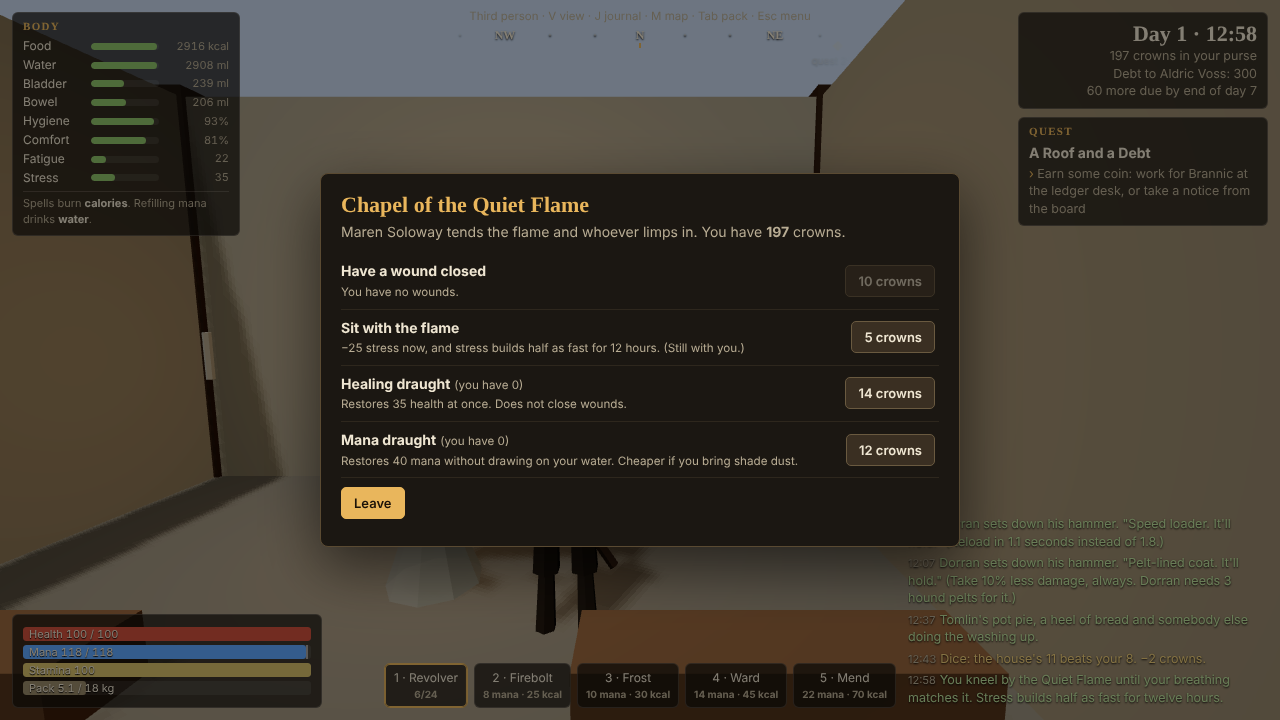 Third person · V view · J journal · M map · Tab pack · Esc menu
NW N NE
BODY
Food 2916 kcal
Water 2908 ml
Bladder 239 ml
Bowel 206 ml
Hygiene 93%
Comfort 81%
Fatigue 22
Stress 35
Spells burn calories. Refilling mana
drinks water.
Day 1 · 12:58
197 crowns in your purse
Debt to Aldric Voss: 300
60 more due by end of day 7
QUEST
A Roof and a Debt
› Earn some coin: work for Brannic at
the ledger desk, or take a notice from
the board
Chapel of the Quiet Flame
Maren Soloway tends the flame and whoever limps in. You have 197 crowns.
Have a wound closed
You have no wounds.
10 crowns
Sit with the flame
−25 stress now, and stress builds half as fast for 12 hours. (Still with you.)
5 crowns
Healing draught (you have 0)
Restores 35 health at once. Does not close wounds.
14 crowns
Mana draught (you have 0)
Restores 40 mana without drawing on your water. Cheaper if you bring shade dust.
12 crowns
Leave
sets down his hammer. "Speed loader. It'll
in 1.1 seconds instead of 1.8.)
12:07 Dorran sets down his hammer. "Pelt-lined coat. It'll
hold." (Take 10% less damage, always. Dorran needs 3
hound pelts for it.)
12:37 Tomlin's pot pie, a heel of bread and somebody else
doing the washing up.
12:43 Dice: the house's 11 beats your 8. −2 crowns.
12:58 You kneel by the Quiet Flame until your breathing
matches it. Stress builds half as fast for twelve hours.
Health 100 / 100
Mana 118 / 118
Stamina 100
Pack 5.1 / 18 kg
1 · Revolver
6/24
2 · Firebolt
8 mana · 25 kcal
3 · Frost
10 mana · 30 kcal
4 · Ward
14 mana · 45 kcal
5 · Mend
22 mana · 70 kcal